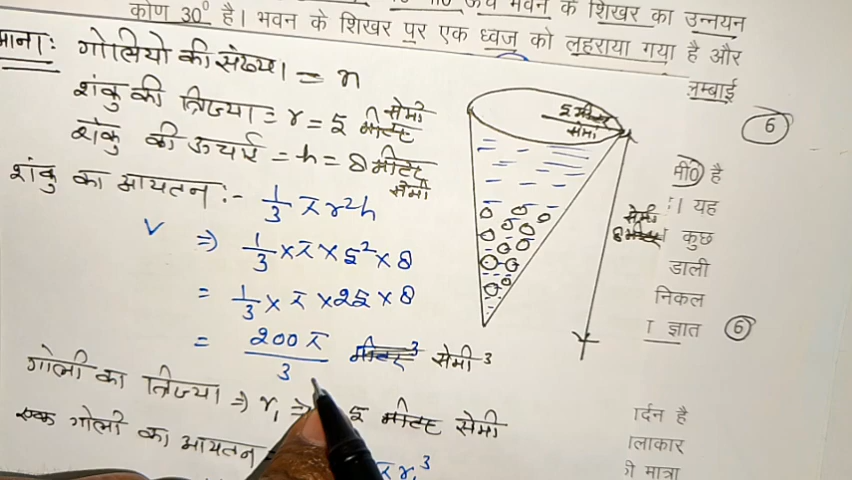 ऊँचे भवन के शिखर का उन्नयन
कोण 30° है। भवन के शिखर पर एक ध्वज को लहराया गया है और
लम्बाई
6
माना: गोलियो की संख्या = n
शंकु की त्रिज्या = r = 5 मीटर सेमी
शंकु की ऊचाई = h = 8 मीटर सेमी
शंकु का आयतन :- 1/3 πr²h
V ⇒ 1/3 × π × 5² × 8
= 1/3 × π × 25 × 8
= 200π/3 मीटर³ सेमी³
गोली का त्रिज्या ⇒ r₁ ⇒ 5 मीटर सेमी
एक गोली का आयतन
πr₁³
5 मीटर
सेमी
सेमी
8 मीटर
मी0) है
। यह
कुछ
डाली
निकल
ज्ञात 6
र्दन है
लाकार
मात्रा